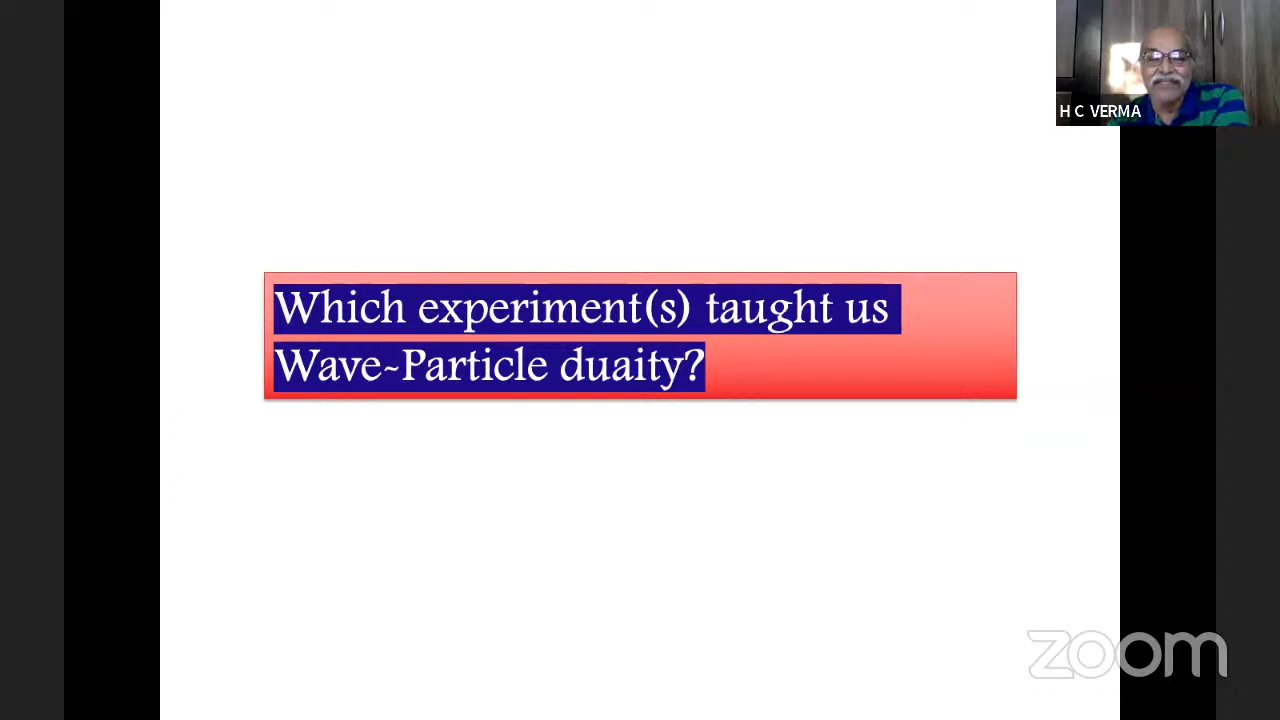 H C VERMA
Which experiment(s) taught us
Wave-Particle duaity?
zoom